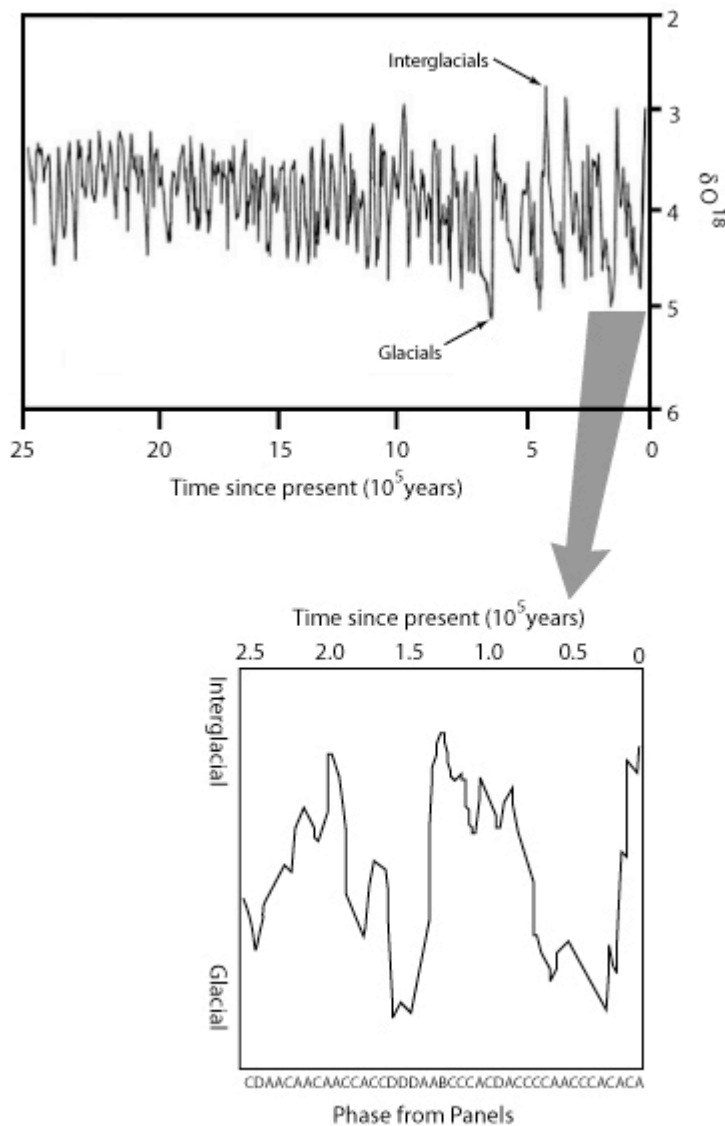 2
Interglacials
3
δO¹⁸
4
5
Glacials
6
25 20 15 10 5 0
Time since present (10⁵years)
Time since present (10⁵years)
2.5 2.0 1.5 1.0 0.5 0
Interglacial
Glacial
CDAACAACAACCACCDDDAABCCCACDACCCCAACCCACACA
Phase from Panels